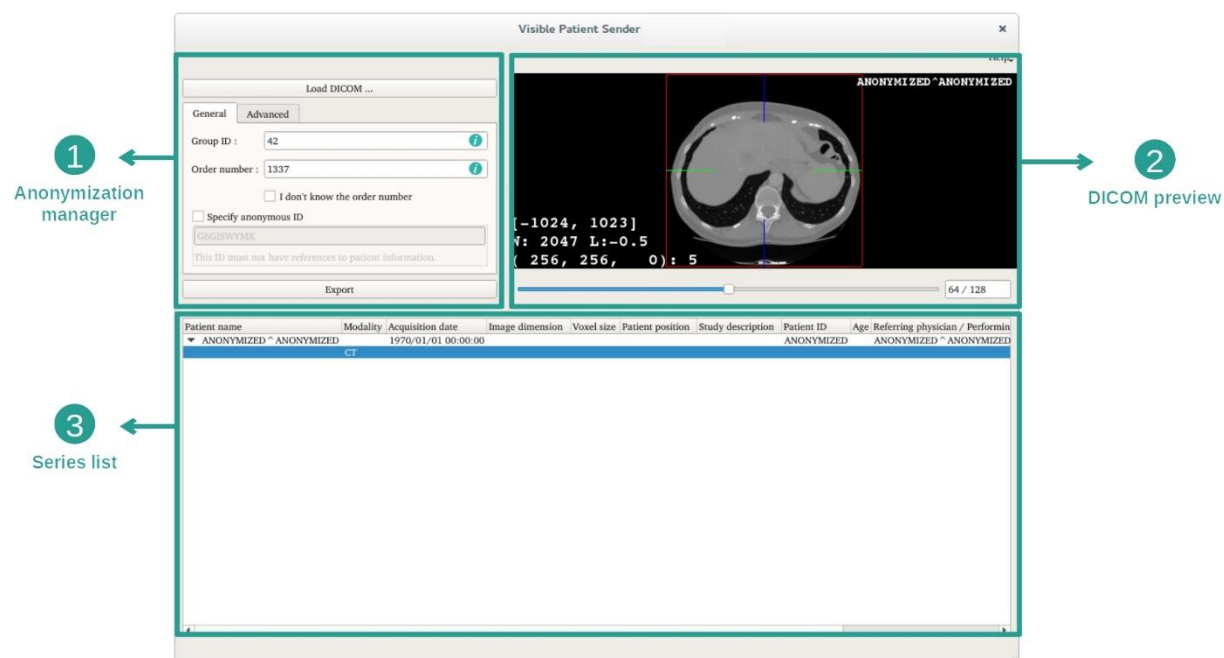 Visible Patient Sender
Help
Load DICOM ...
General Advanced
Group ID : 42
Order number : 1337
I don't know the order number
Specify anonymous ID
G6GISWYMX
This ID must not have references to patient information.
Export
1
Anonymization
manager
ANONYMIZED^ANONYMIZED
[-1024, 1023]
W: 2047 L:-0.5
( 256, 256, 0): 5
64 / 128
2
DICOM preview
Patient name Modality Acquisition date Image dimension Voxel size Patient position Study description Patient ID Age Referring physician / Performin
ANONYMIZED ^ ANONYMIZED 1970/01/01 00:00:00 ANONYMIZED ANONYMIZED ^ ANONYMIZED
CT
3
Series list